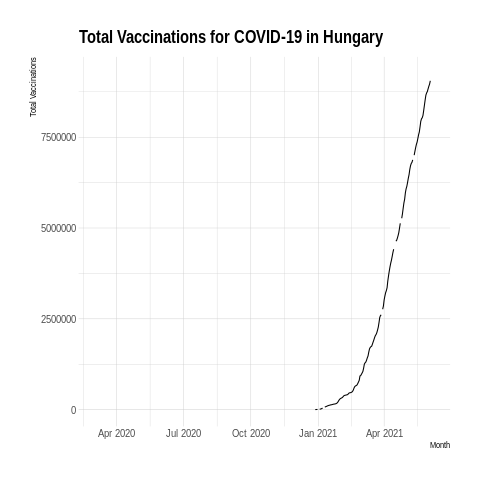 Total Vaccinations for COVID-19 in Hungary
Total Vaccinations
7500000
5000000
2500000
0
Apr 2020 Jul 2020 Oct 2020 Jan 2021 Apr 2021
Month